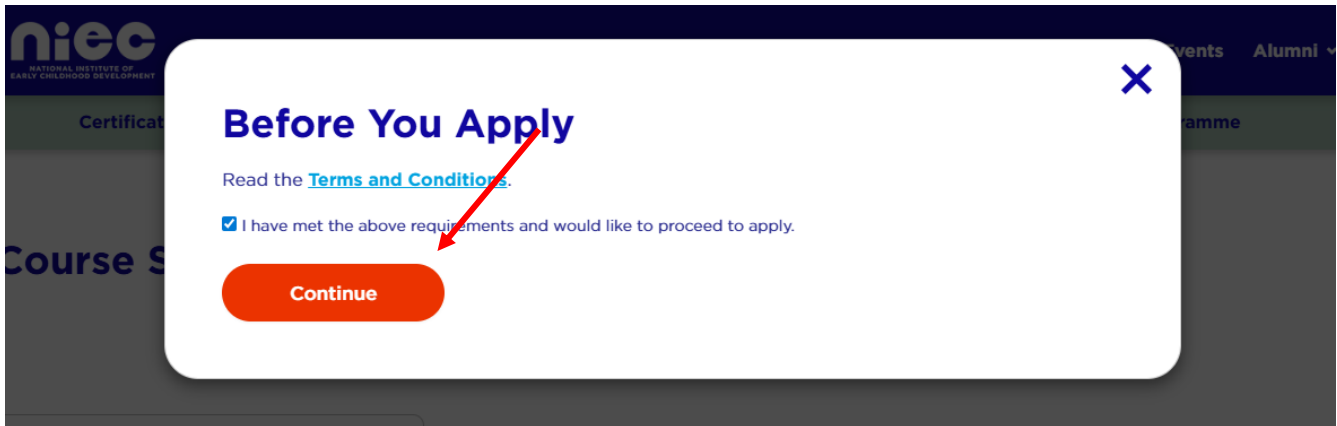 niec
NATIONAL INSTITUTE OF
EARLY CHILDHOOD DEVELOPMENT
Events Alumni
Certificat
ramme
Before You Apply
Read the Terms and Conditions.
I have met the above requirements and would like to proceed to apply.
Course S
Continue